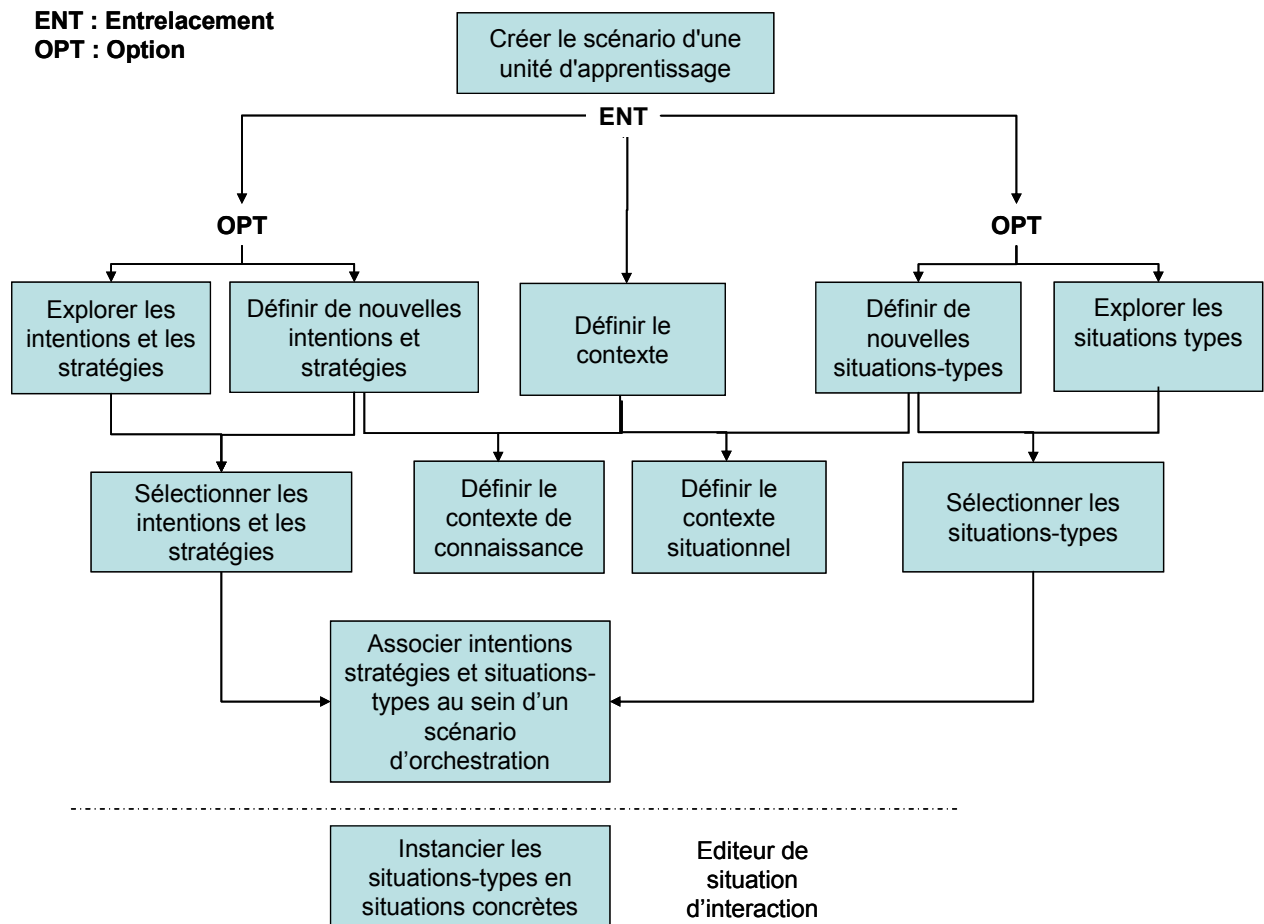 ENT : Entrelacement
OPT : Option
Créer le scénario d'une
unité d'apprentissage
ENT
OPT
OPT
Explorer les
intentions et les
stratégies
Définir de nouvelles
intentions et
stratégies
Définir le
contexte
Définir de
nouvelles
situations-types
Explorer les
situations types
Sélectionner les
intentions et les
stratégies
Définir le
contexte de
connaissance
Définir le
contexte
situationnel
Sélectionner les
situations-types
Associer intentions
stratégies et situations-
types au sein d’un
scénario
d’orchestration
Instancier les
situations-types en
situations concrètes
Editeur de
situation
d’interaction